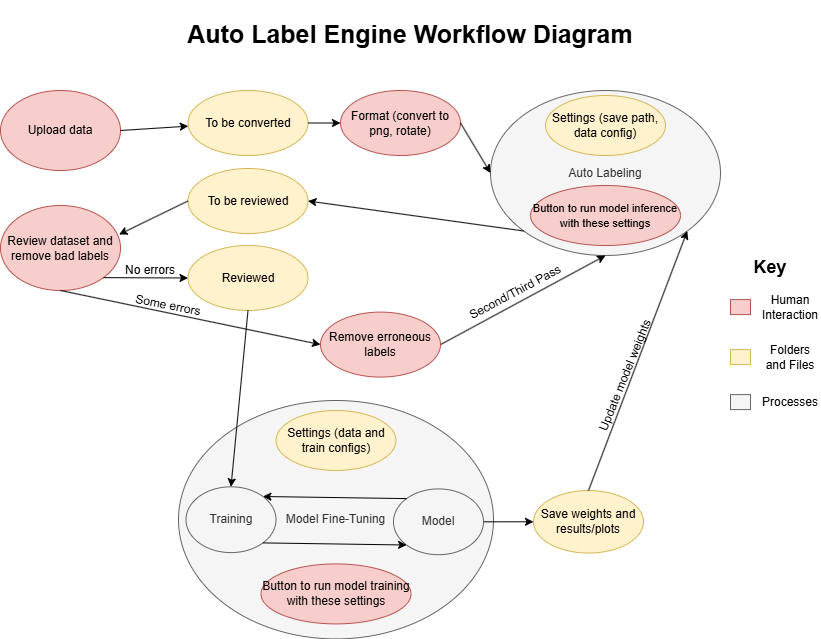 Auto Label Engine Workflow Diagram
Upload data
To be converted
Format (convert to
png, rotate)
Settings (save path,
data config)
Auto Labeling
Button to run model inference
with these settings
To be reviewed
Review dataset and
remove bad labels
No errors
Reviewed
Some errors
Remove erroneous
labels
Second/Third Pass
Update model weights
Key
Human
Interaction
Folders
and Files
Processes
Settings (data and
train configs)
Training
Model Fine-Tuning
Model
Save weights and
results/plots
Button to run model training
with these settings